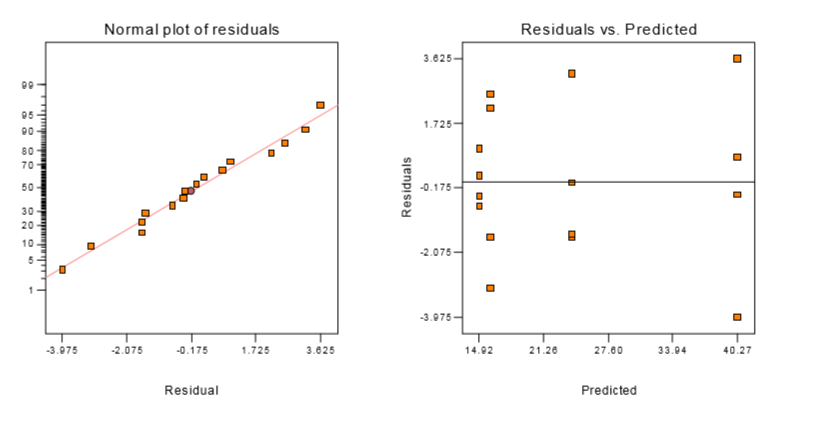 Normal plot of residuals
99
95
90
80
70
50
30
20
10
5
1
-3.975 -2.075 -0.175 1.725 3.625
Residual
Residuals vs. Predicted
Residuals
3.625
1.725
-0.175
-2.075
-3.975
14.92 21.26 27.60 33.94 40.27
Predicted